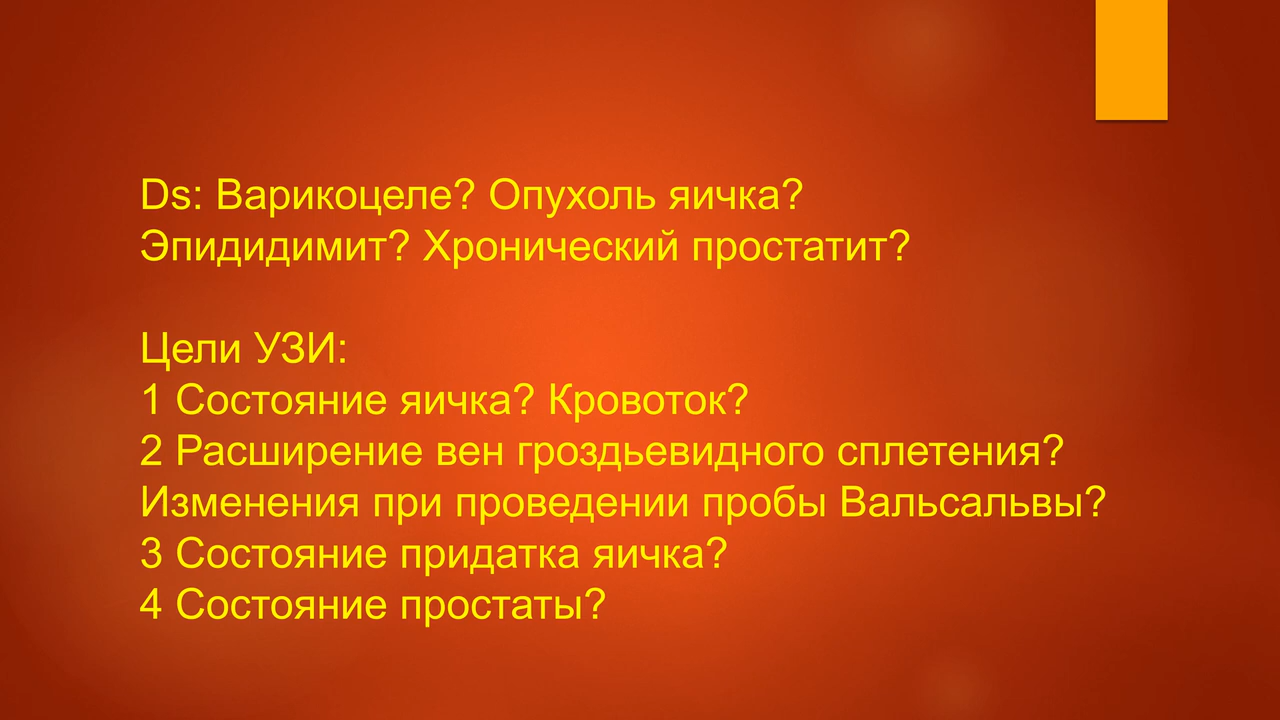 Ds: Варикоцеле? Опухоль яичка?
Эпидидимит? Хронический простатит?
Цели УЗИ:
1 Состояние яичка? Кровоток?
2 Расширение вен гроздьевидного сплетения?
Изменения при проведении пробы Вальсальвы?
3 Состояние придатка яичка?
4 Состояние простаты?